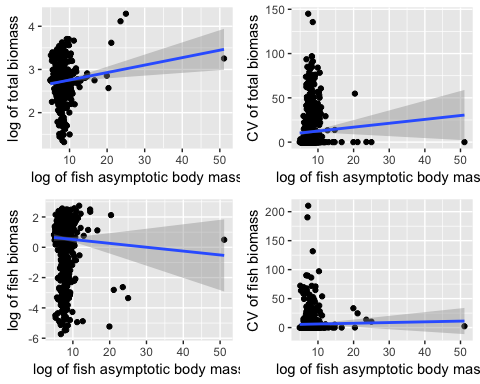 log of total biomass
4
3
2
10 20 30 40 50
log of fish asymptotic body mass
CV of total biomass
150
100
50
0
10 20 30 40 50
log of fish asymptotic body mass
log of fish biomass
2
0
-2
-4
-6
10 20 30 40 50
log of fish asymptotic body mass
CV of fish biomass
200
150
100
50
0
10 20 30 40 50
log of fish asymptotic body mass